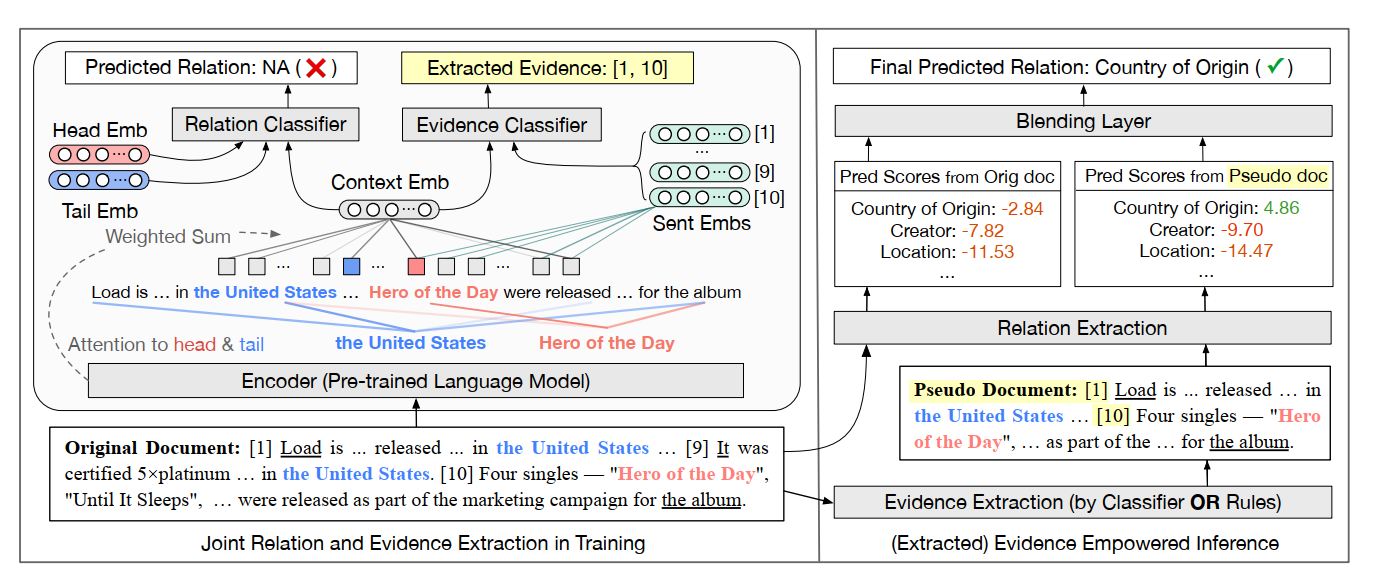 Predicted Relation: NA ( ❌ )
Extracted Evidence: [1, 10]
Relation Classifier
Evidence Classifier
Head Emb
Tail Emb
Context Emb
[1]
...
[9]
[10]
Sent Embs
Weighted Sum
... ... ...
Load is ... in the United States ... Hero of the Day were released ... for the album
Attention to head & tail
the United States
Hero of the Day
Encoder (Pre-trained Language Model)
Original Document: [1] Load is ... released ... in the United States ... [9] It was
certified 5×platinum ... in the United States. [10] Four singles — "Hero of the Day",
"Until It Sleeps", ... were released as part of the marketing campaign for the album.
Joint Relation and Evidence Extraction in Training
Final Predicted Relation: Country of Origin ( ✓ )
Blending Layer
Pred Scores from Orig doc
Country of Origin: -2.84
Creator: -7.82
Location: -11.53
...
Pred Scores from Pseudo doc
Country of Origin: 4.86
Creator: -9.70
Location: -14.47
...
Relation Extraction
Pseudo Document: [1] Load is ... released ... in
the United States ... [10] Four singles — "Hero
of the Day", ... as part of the ... for the album.
Evidence Extraction (by Classifier OR Rules)
(Extracted) Evidence Empowered Inference